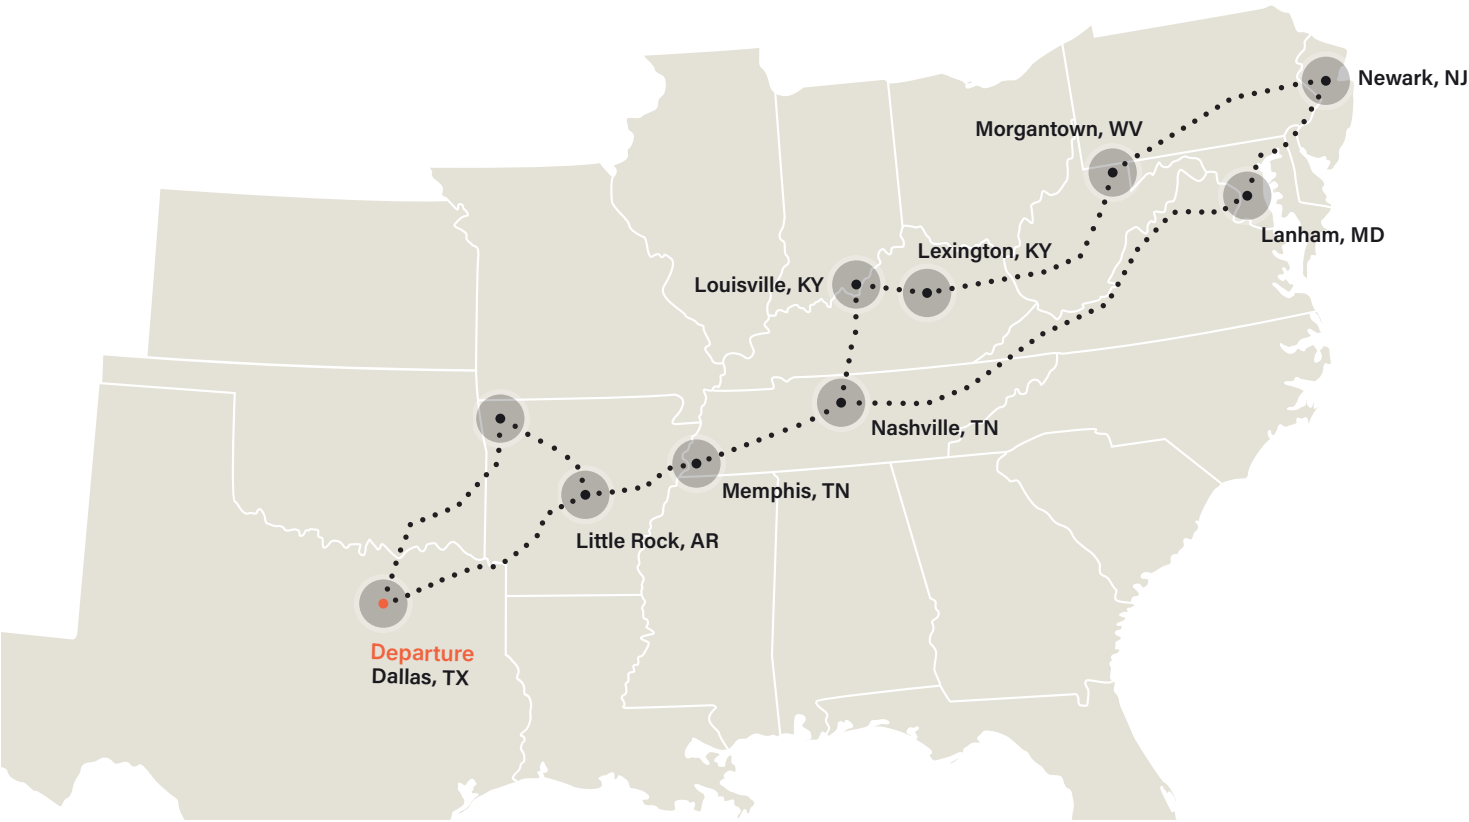 Newark, NJ
Morgantown, WV
Lanham, MD
Lexington, KY
Louisville, KY
Nashville, TN
Memphis, TN
Little Rock, AR
Departure
Dallas, TX